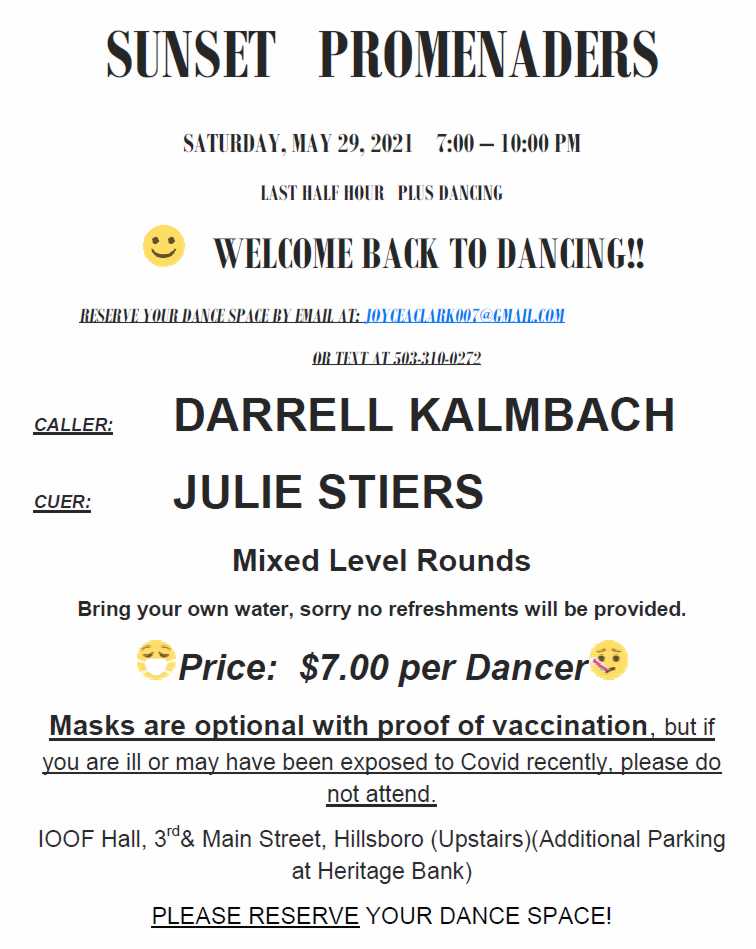 SUNSET PROMENADERS
SATURDAY, MAY 29, 2021 7:00 – 10:00 PM
LAST HALF HOUR PLUS DANCING
WELCOME BACK TO DANCING!!
RESERVE YOUR DANCE SPACE BY EMAIL AT: JOYCEACLARK007@GMAIL.COM
OR TEXT AT 503-310-0272
CALLER: DARRELL KALMBACH
CUER: JULIE STIERS
Mixed Level Rounds
Bring your own water, sorry no refreshments will be provided.
Price: $7.00 per Dancer
Masks are optional with proof of vaccination, but if
you are ill or may have been exposed to Covid recently, please do
not attend.
IOOF Hall, 3rd& Main Street, Hillsboro (Upstairs)(Additional Parking
at Heritage Bank)
PLEASE RESERVE YOUR DANCE SPACE!